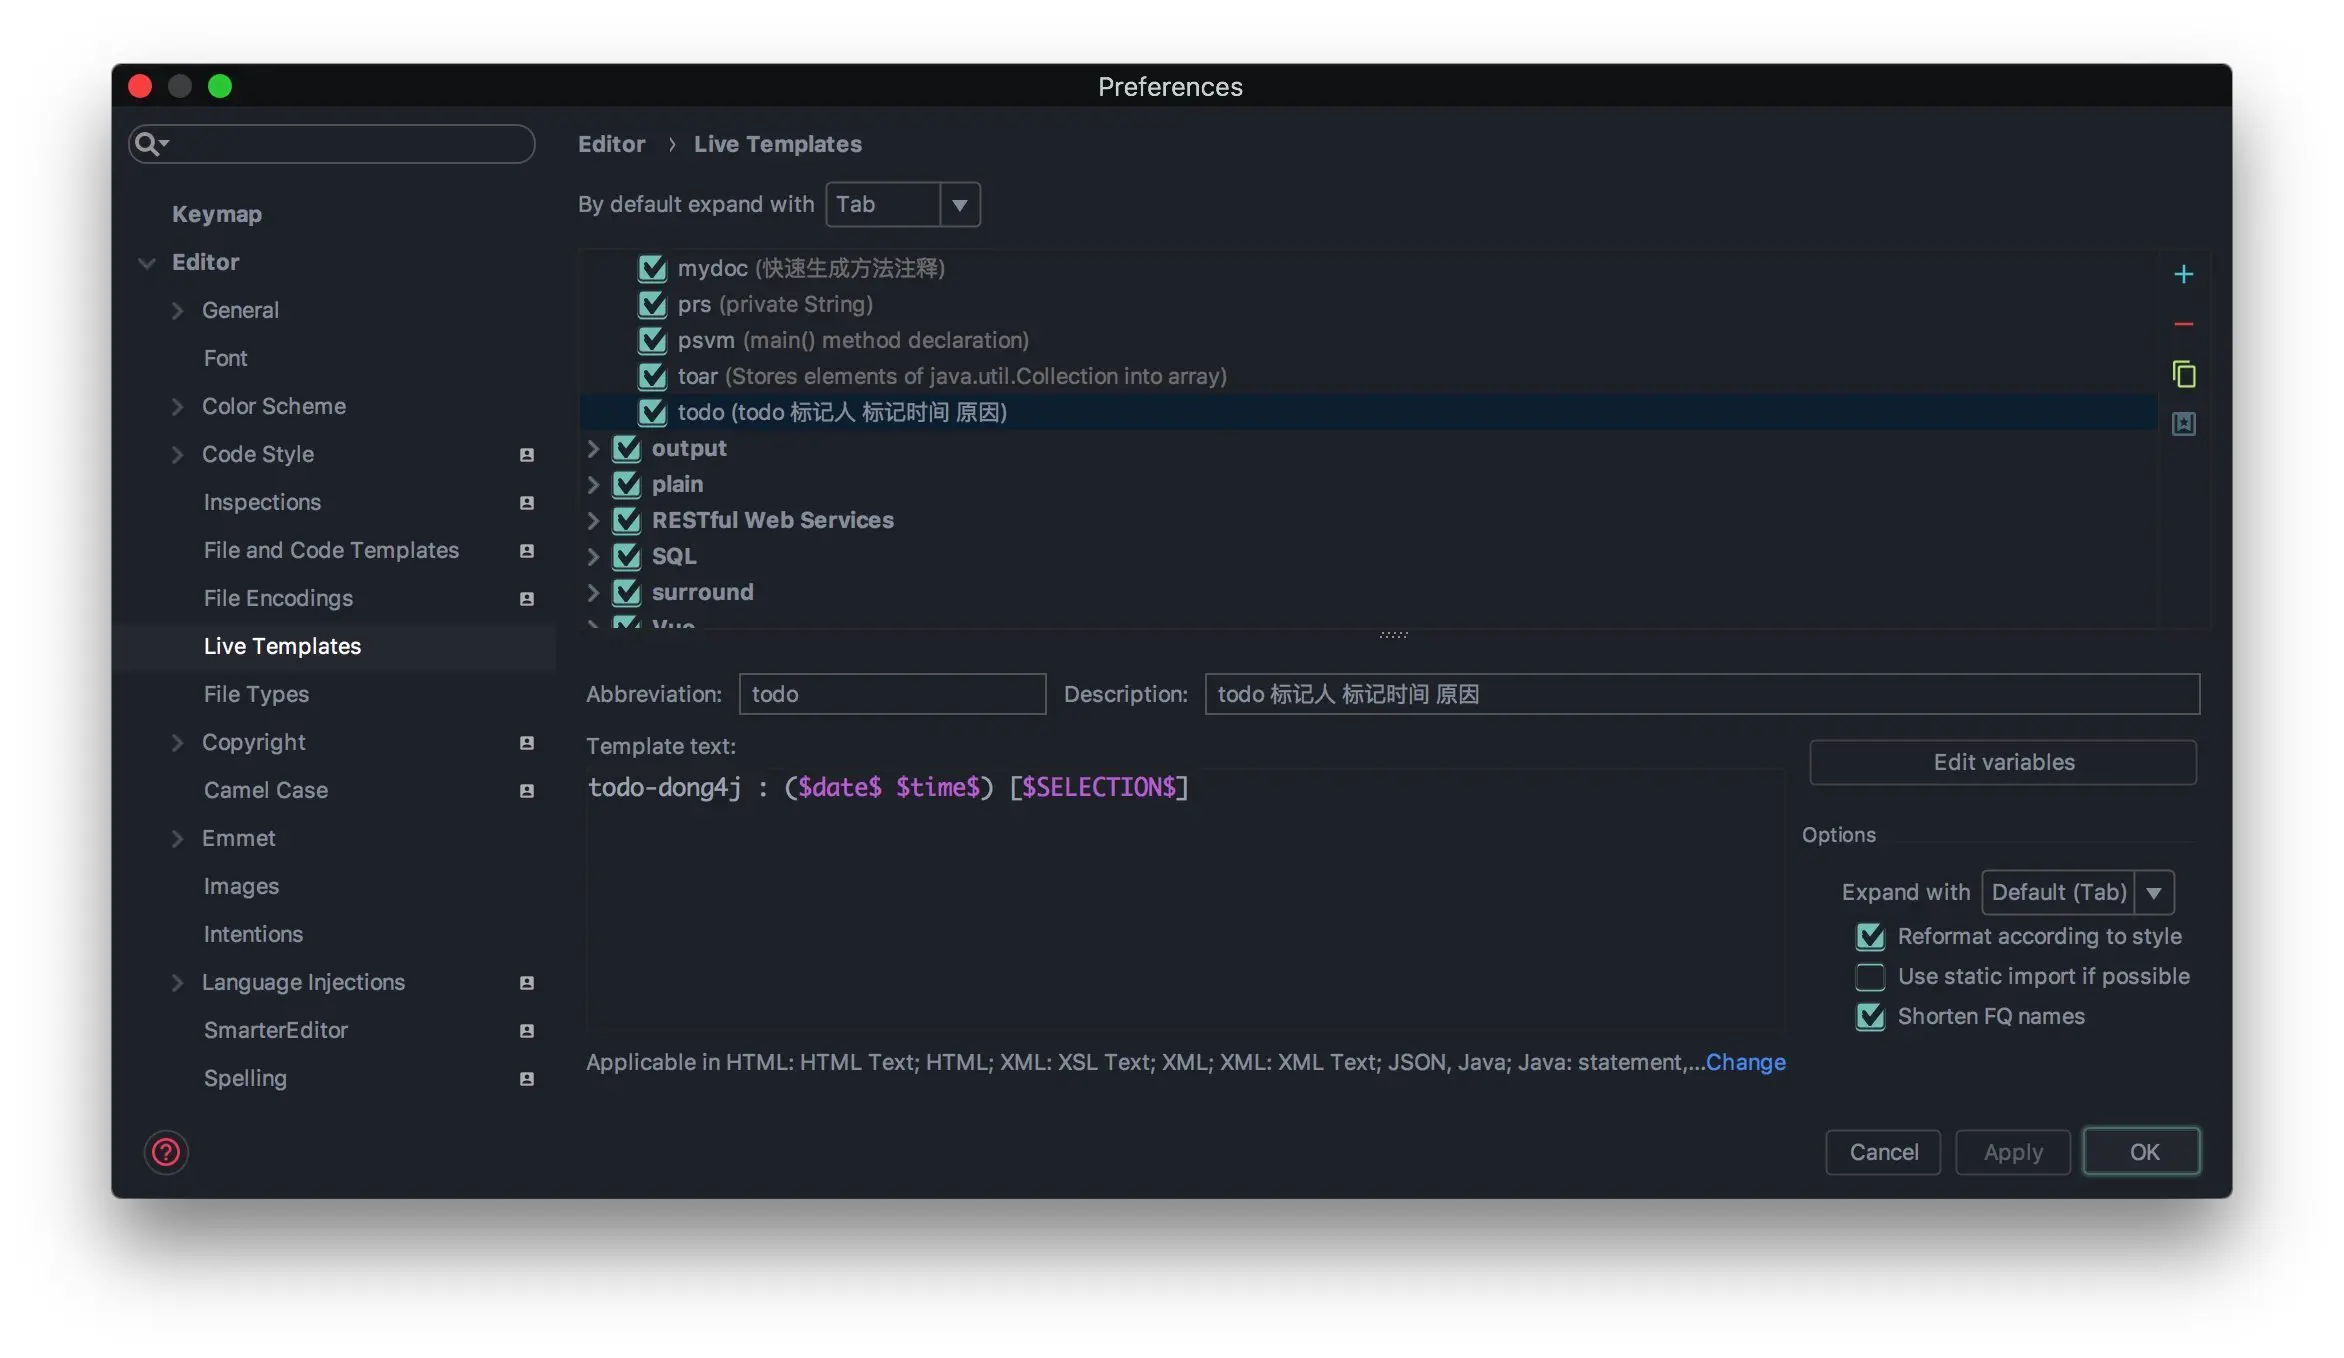 Preferences
Keymap
Editor
General
Font
Color Scheme
Code Style
Inspections
File and Code Templates
File Encodings
Live Templates
File Types
Copyright
Camel Case
Emmet
Images
Intentions
Language Injections
SmarterEditor
Spelling
Editor › Live Templates
By default expand with Tab
mydoc (快速生成方法注释)
prs (private String)
psvm (main() method declaration)
toar (Stores elements of java.util.Collection into array)
todo (todo 标记人 标记时间 原因)
output
plain
RESTful Web Services
SQL
surround
Vue
Abbreviation: todo Description: todo 标记人 标记时间 原因
Template text:
todo-dong4j : ($date$ $time$) [$SELECTION$]
Edit variables
Options
Expand with Default (Tab)
Reformat according to style
Use static import if possible
Shorten FQ names
Applicable in HTML: HTML Text; HTML; XML: XSL Text; XML; XML: XML Text; JSON, Java; Java: statement,...Change
? Cancel Apply OK